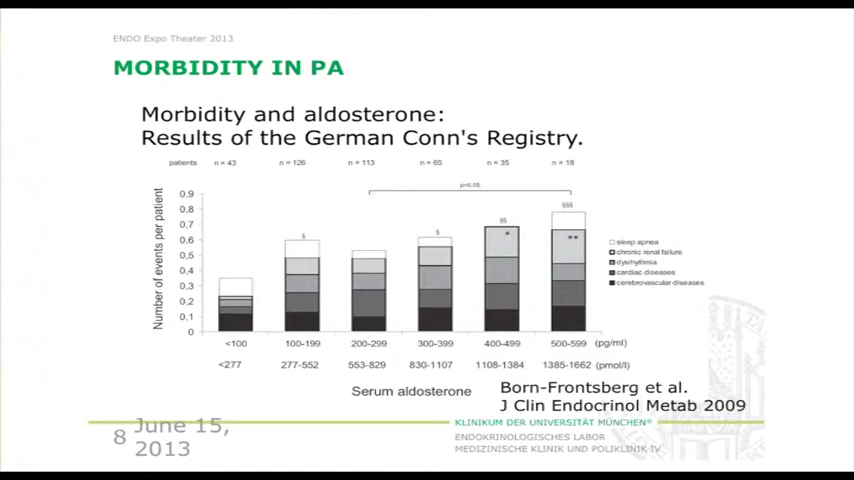 ENDO Expo Theater 2013
MORBIDITY IN PA
Morbidity and aldosterone:
Results of the German Conn's Registry.
patients n = 43 n = 126 n = 113 n = 65 n = 35 n = 18
p<0.05
Number of events per patient
0,9
0,8
0,7
0,6
0,5
0,4
0,3
0,2
0,1
0
§ § §§ §§§
* **
sleep apnea
chronic renal failure
dysrhythmia
cardiac diseases
cerebrovascular diseases
<100 100-199 200-299 300-399 400-499 500-599 (pg/ml)
<277 277-552 553-829 830-1107 1108-1384 1385-1662 (pmol/l)
Serum aldosterone
Born-Frontsberg et al.
J Clin Endocrinol Metab 2009
8
June 15,
2013
KLINIKUM DER UNIVERSITÄT MÜNCHEN®
ENDOKRINOLOGISCHES LABOR
MEDIZINISCHE KLINIK UND POLIKLINIK IV